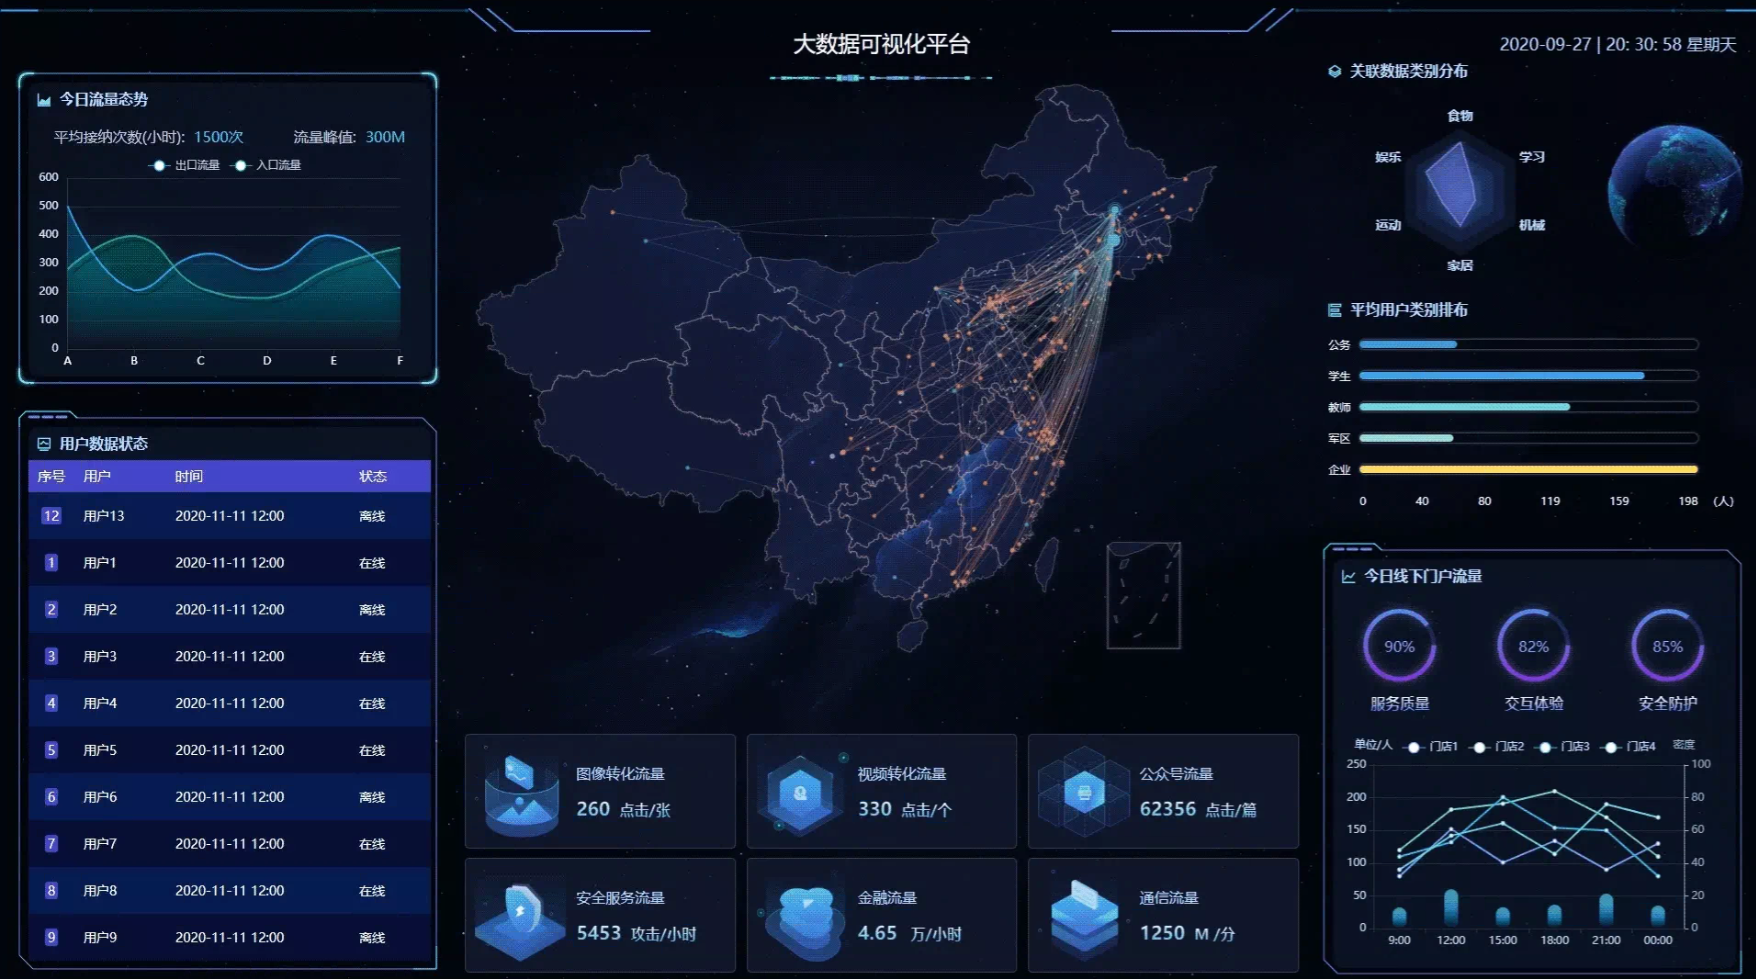 大数据可视化平台
2020-09-27 | 20: 30: 58 星期天
今日流量态势
平均接纳次数(小时): 1500次 流量峰值: 300M
出口流量 入口流量
600
500
400
300
200
100
0
A B C D E F
用户数据状态
序号 用户 时间 状态
12 用户13 2020-11-11 12:00 离线
1 用户1 2020-11-11 12:00 在线
2 用户2 2020-11-11 12:00 离线
3 用户3 2020-11-11 12:00 在线
4 用户4 2020-11-11 12:00 在线
5 用户5 2020-11-11 12:00 在线
6 用户6 2020-11-11 12:00 离线
7 用户7 2020-11-11 12:00 在线
8 用户8 2020-11-11 12:00 在线
9 用户9 2020-11-11 12:00 离线
图像转化流量
260 点击/张
视频转化流量
330 点击/个
公众号流量
62356 点击/篇
安全服务流量
5453 攻击/小时
金融流量
4.65 万/小时
通信流量
1250 M /分
关联数据类别分布
食物
娱乐 学习
运动 机械
家居
平均用户类别排布
公务
学生
教师
军区
企业
0 40 80 119 159 198 (人)
今日线下门户流量
90% 82% 85%
服务质量 交互体验 安全防护
单位/人 门店1 门店2 门店3 门店4 密度
250 100
200 80
150 60
100 40
50 20
0 0
9:00 12:00 15:00 18:00 21:00 00:00